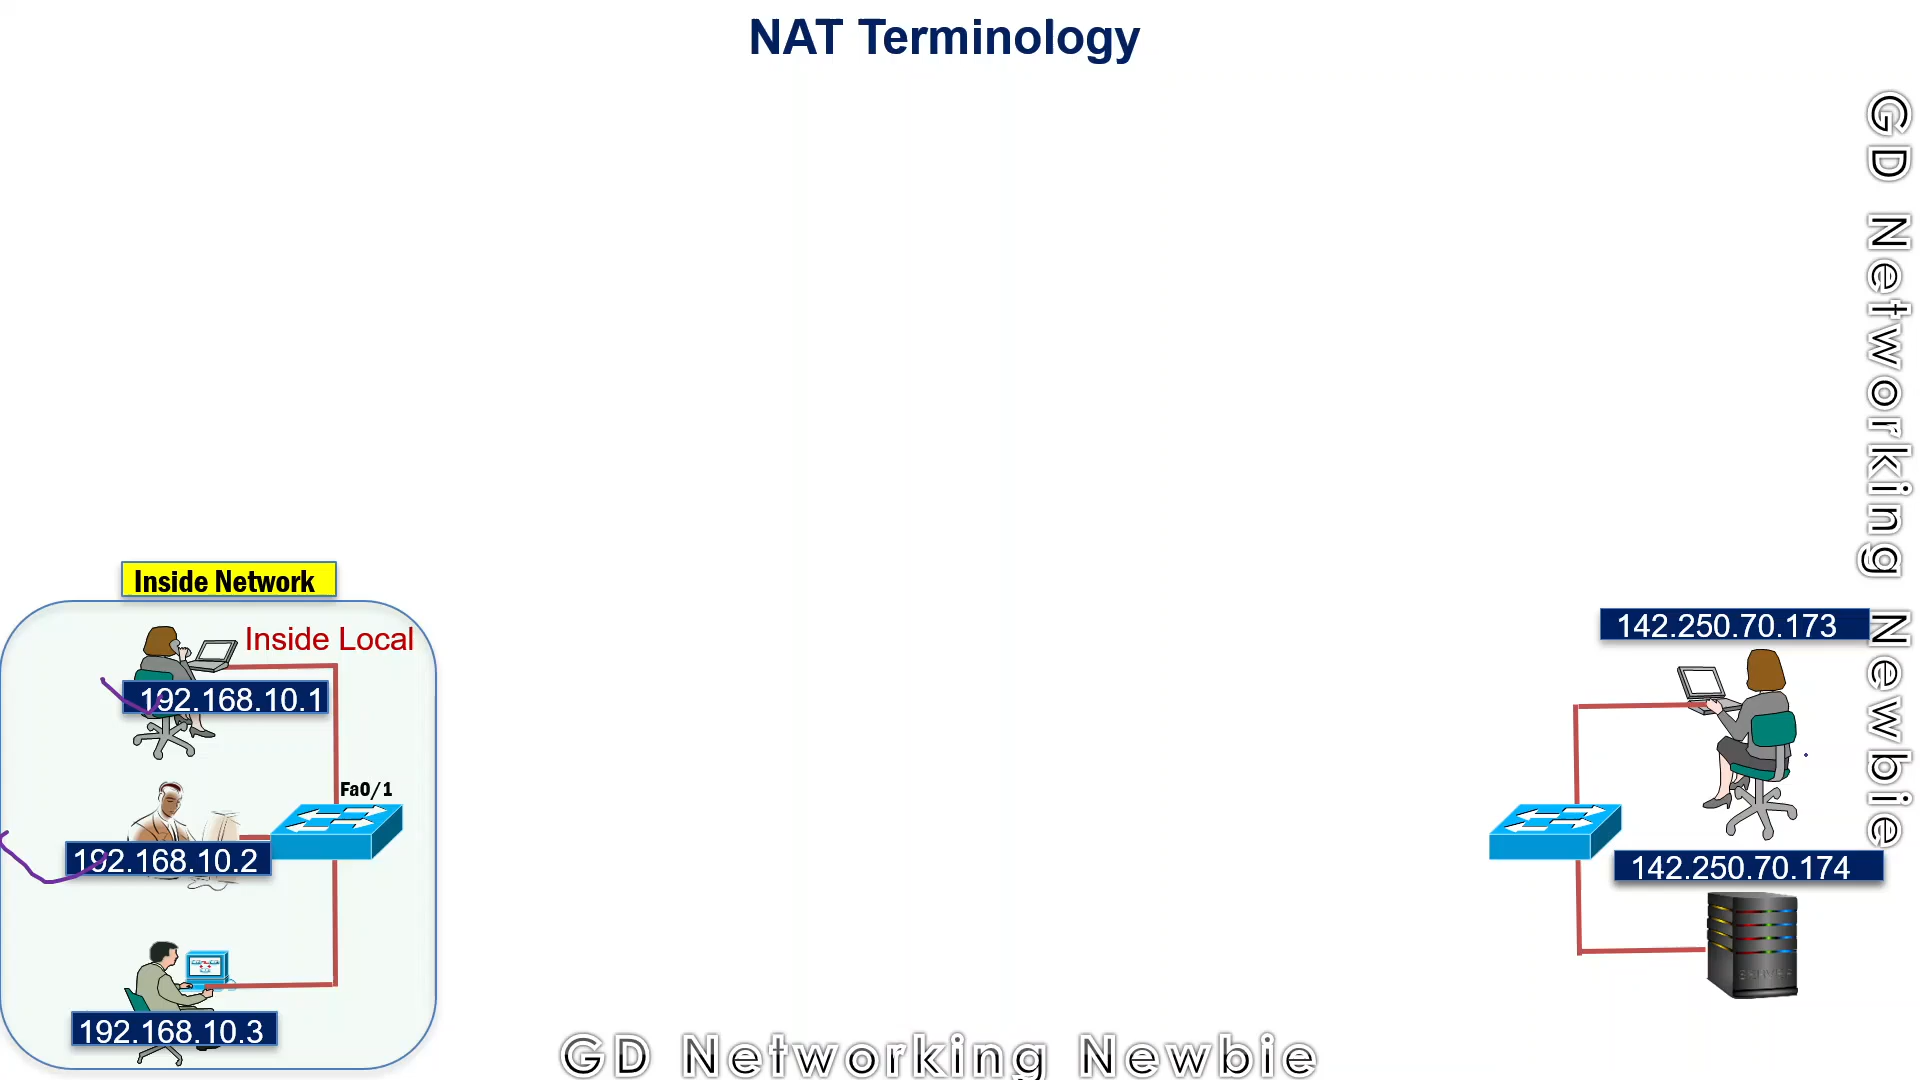 NAT Terminology
GD Networking Newbie
Inside Network
Inside Local
192.168.10.1
Fa0/1
192.168.10.2
192.168.10.3
142.250.70.173
142.250.70.174
GD Networking Newbie